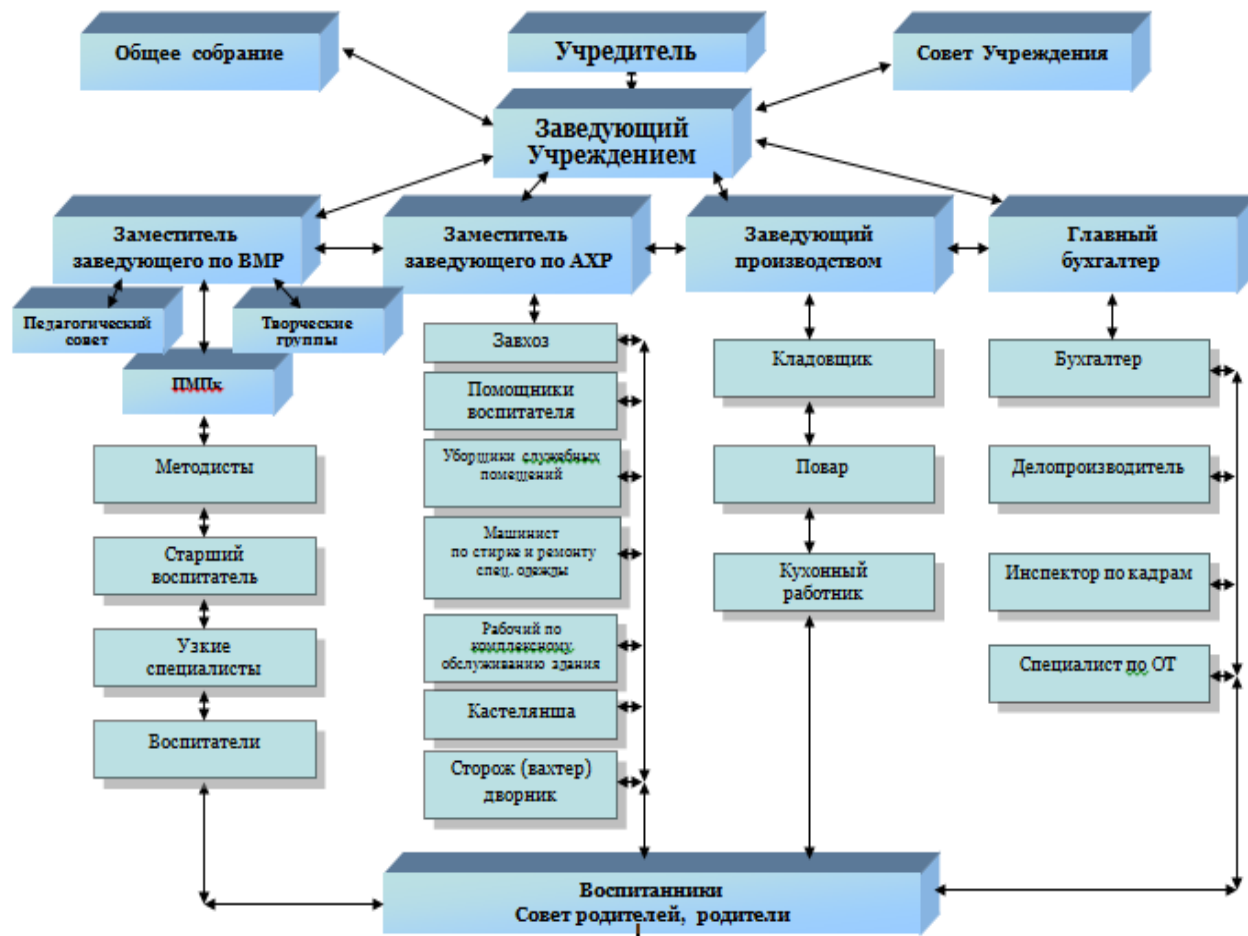 Общее собрание
Учредитель
Совет Учреждения
Заведующий
Учреждением
Заместитель
заведующего по ВМР
Заместитель
заведующего по АХР
Заведующий
производством
Главный
бухгалтер
Педагогический
совет
Творческие
группы
ПМПк
Методисты
Старший
воспитатель
Узкие
специалисты
Воспитатели
Завхоз
Помощники
воспитателя
Уборщики служебных
помещений
Машинист
по стирке и ремонту
спец. одежды
Рабочий по
комплексному
обслуживанию здания
Кастелянша
Сторож (вахтер)
дворник
Кладовщик
Повар
Кухонный
работник
Бухгалтер
Делопроизводитель
Инспектор по кадрам
Специалист по ОТ
Воспитанники
Совет родителей, родители